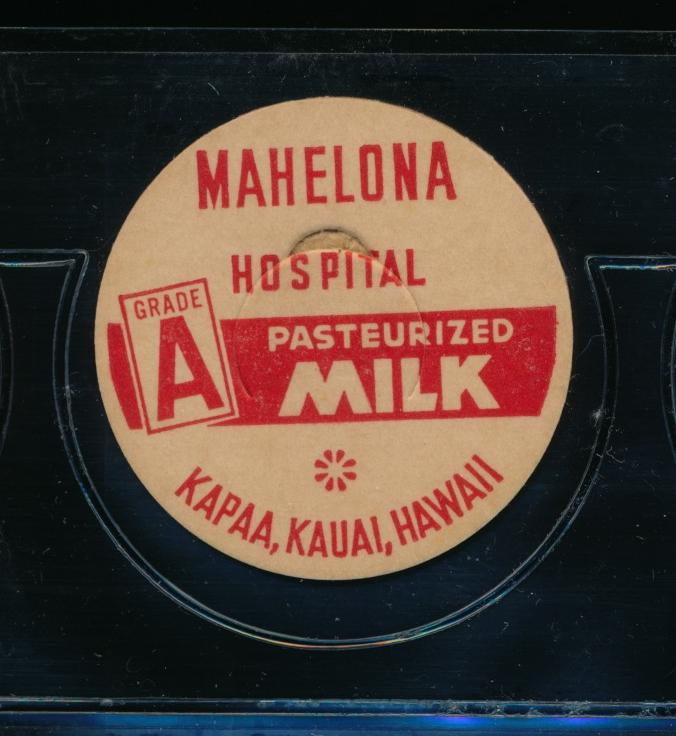 MAHELONA
HOSPITAL
GRADE
A
PASTEURIZED
MILK
KAPAA, KAUAI, HAWAII